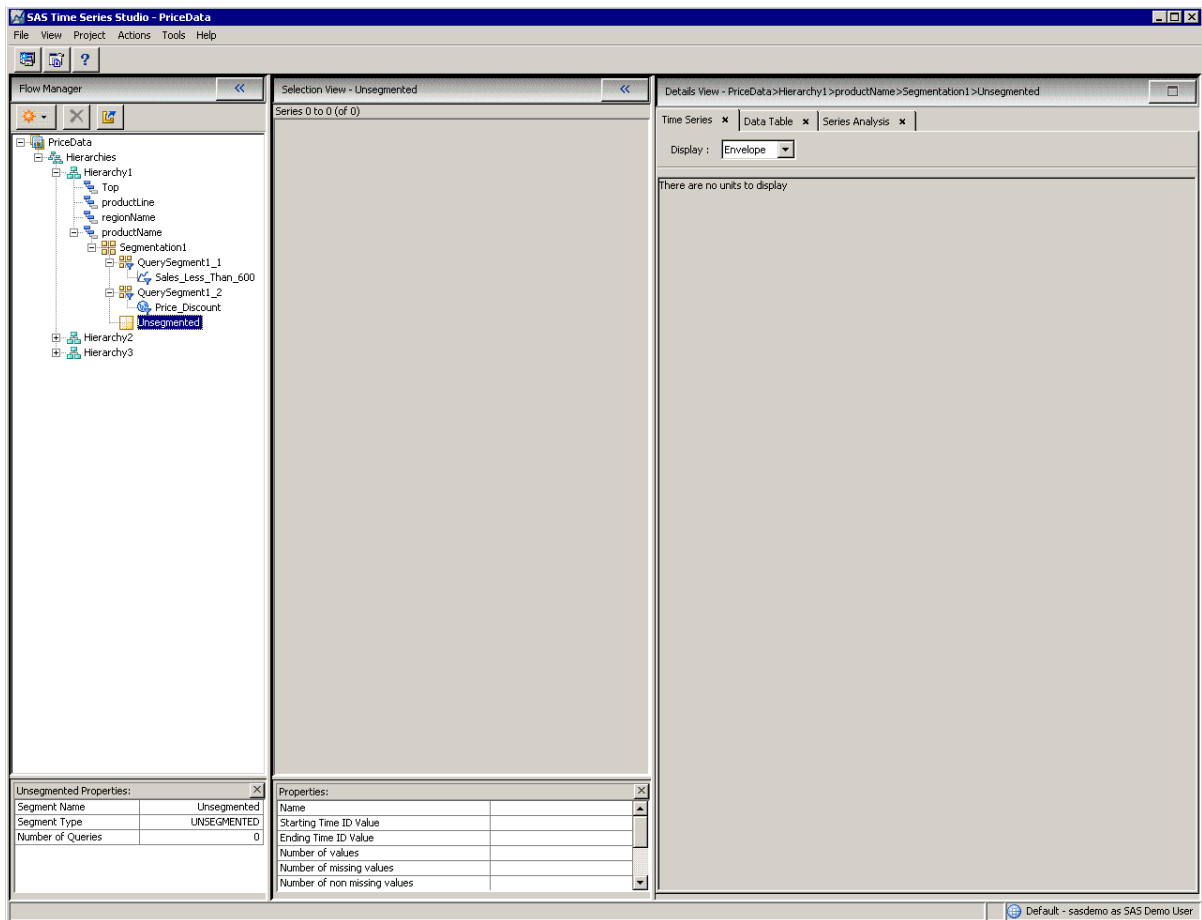 SAS Time Series Studio - PriceData
File View Project Actions Tools Help
?
Flow Manager
PriceData
Hierarchies
Hierarchy1
Top
productLine
regionName
productName
Segmentation1
QuerySegment1_1
Sales_Less_Than_600
QuerySegment1_2
Price_Discount
Unsegmented
Hierarchy2
Hierarchy3
Unsegmented Properties:
Segment Name Unsegmented
Segment Type UNSEGMENTED
Number of Queries 0
Selection View - Unsegmented
Series 0 to 0 (of 0)
Properties:
Name
Starting Time ID Value
Ending Time ID Value
Number of values
Number of missing values
Number of non missing values
Details View - PriceData>Hierarchy1>productName>Segmentation1>Unsegmented
Time Series Data Table Series Analysis
Display : Envelope
There are no units to display
Default - sasdemo as SAS Demo User